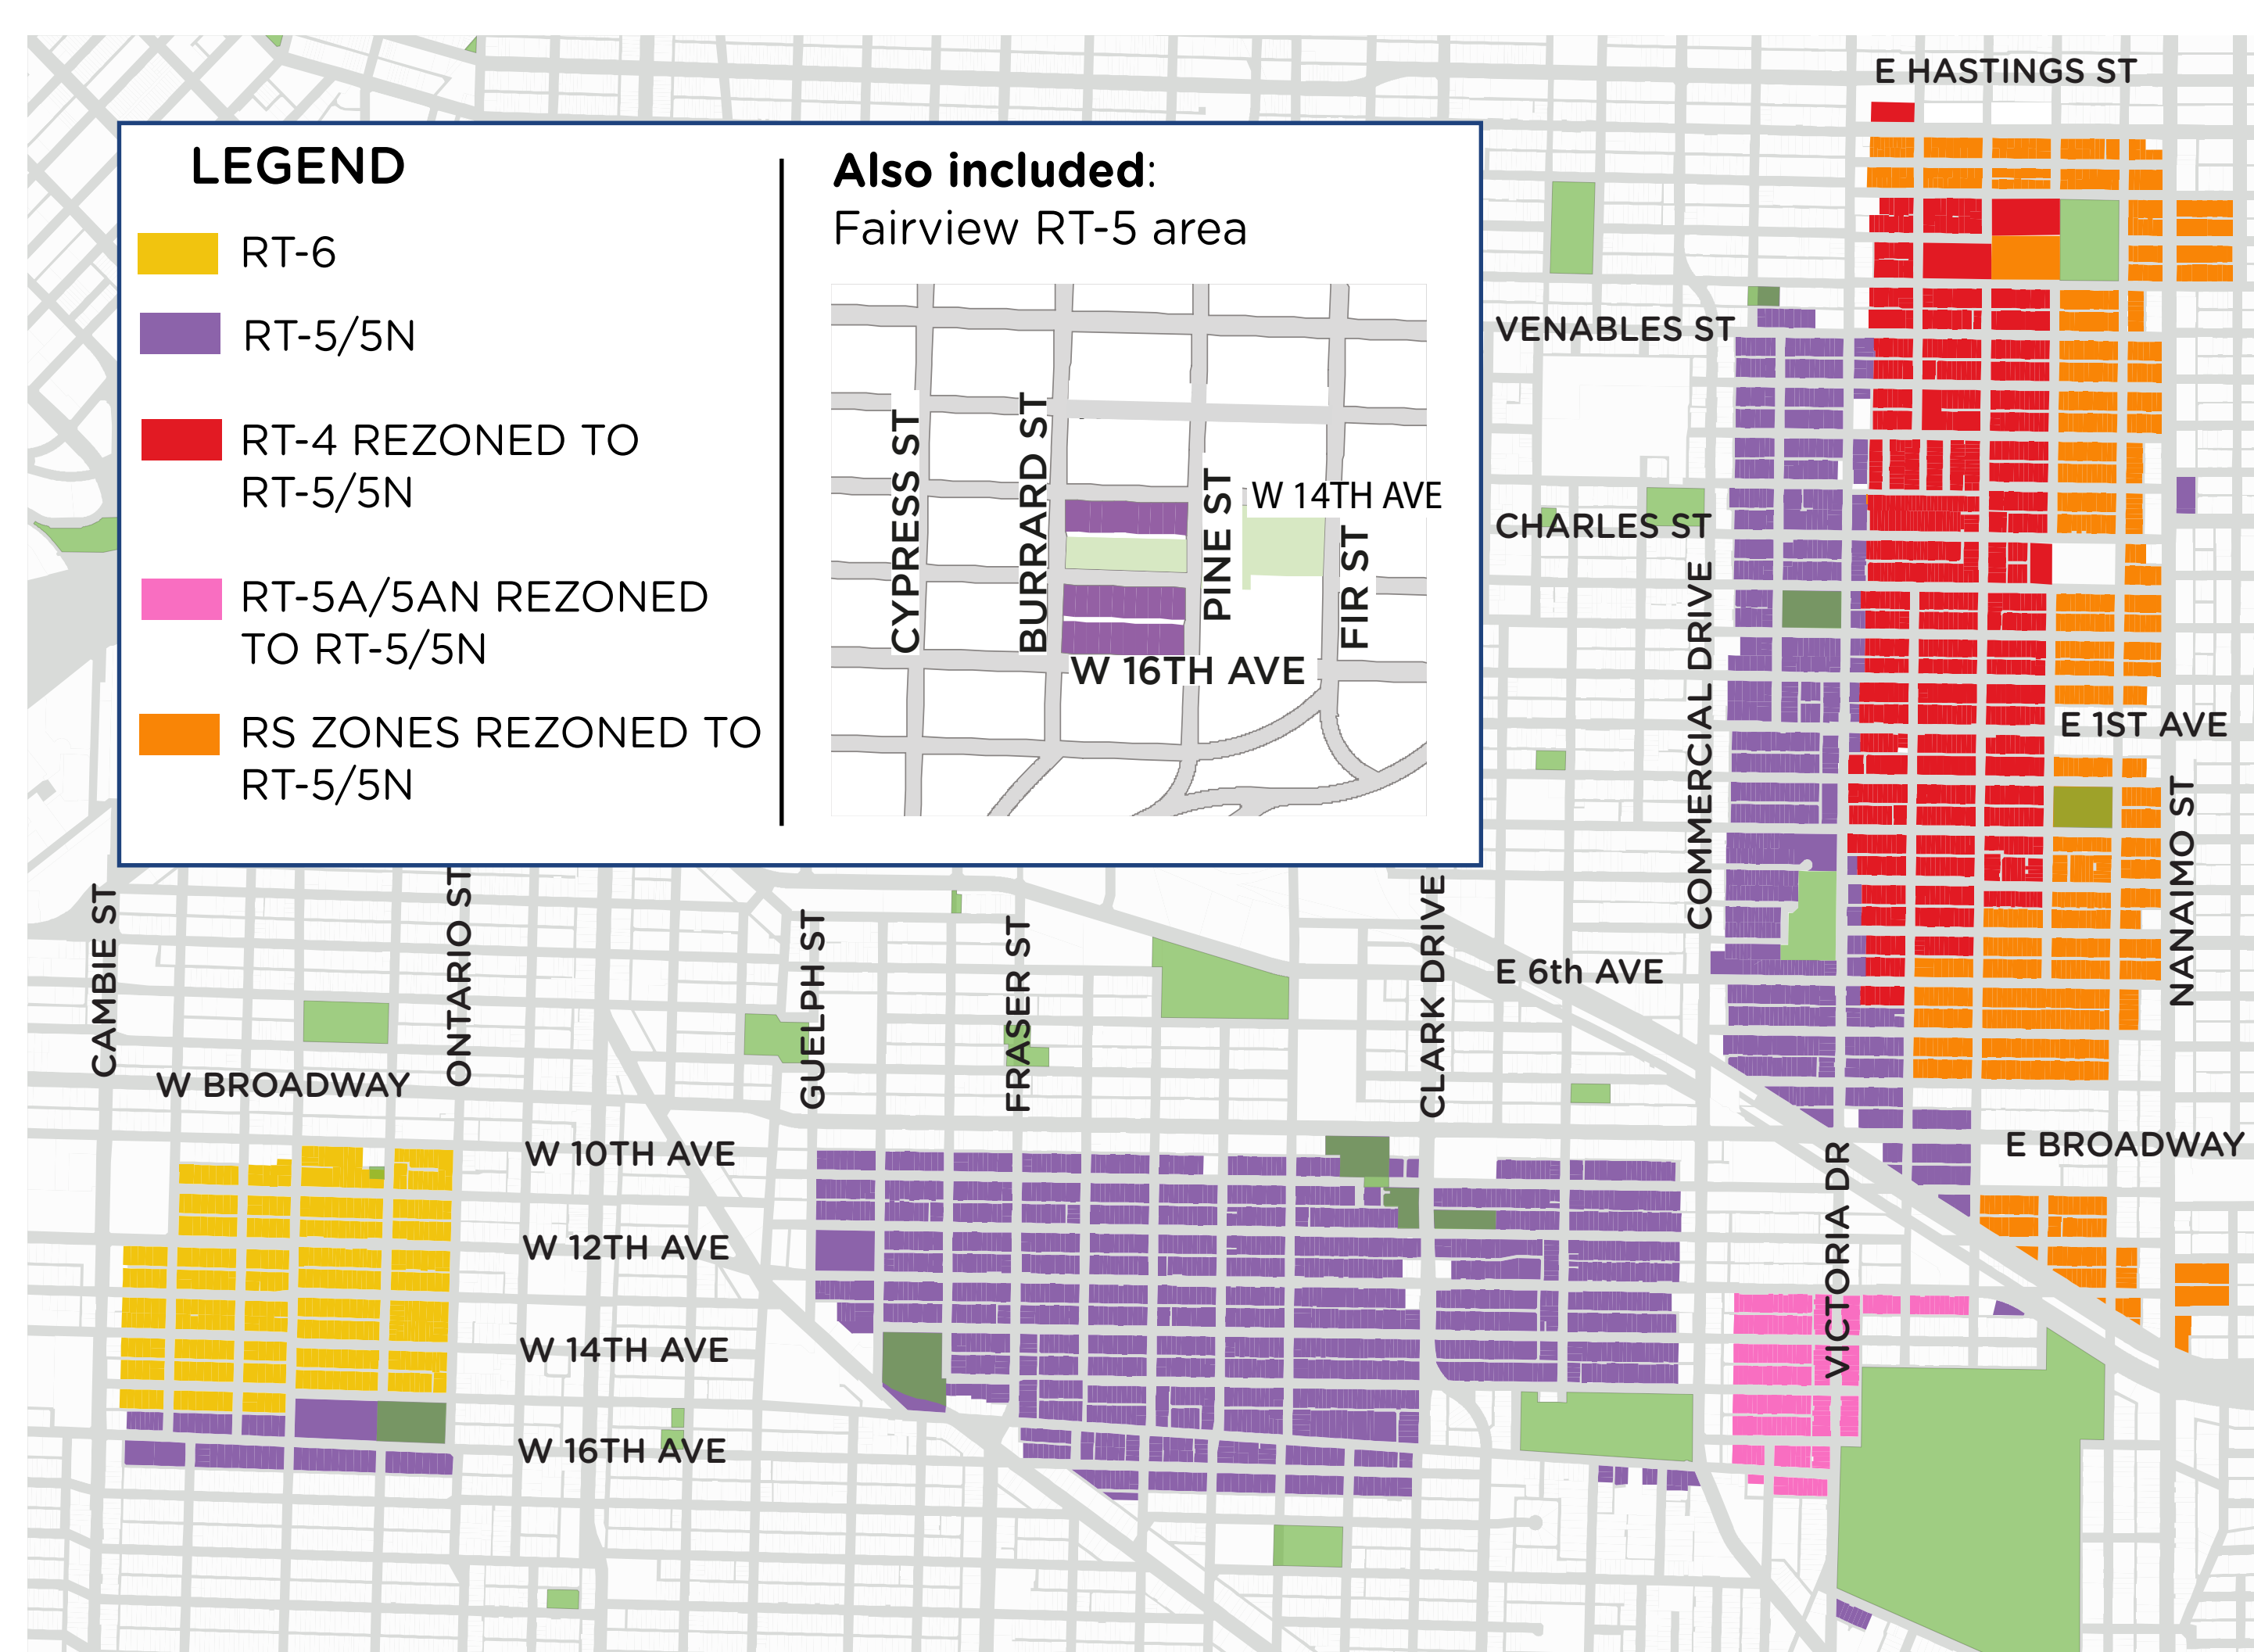 E HASTINGS ST
LEGEND
RT-6
RT-5/5N
RT-4 REZONED TO
RT-5/5N
RT-5A/5AN REZONED
TO RT-5/5N
RS ZONES REZONED TO
RT-5/5N
Also included:
Fairview RT-5 area
CYPRESS ST
BURRARD ST
PINE ST
W 14TH AVE
FIR ST
W 16TH AVE
VENABLES ST
CHARLES ST
COMMERCIAL DRIVE
E 1ST AVE
NANAIMO ST
CAMBIE ST
ONTARIO ST
GUELPH ST
FRASER ST
CLARK DRIVE
E 6th AVE
W BROADWAY
W 10TH AVE
E BROADWAY
VICTORIA DR
W 12TH AVE
W 14TH AVE
W 16TH AVE